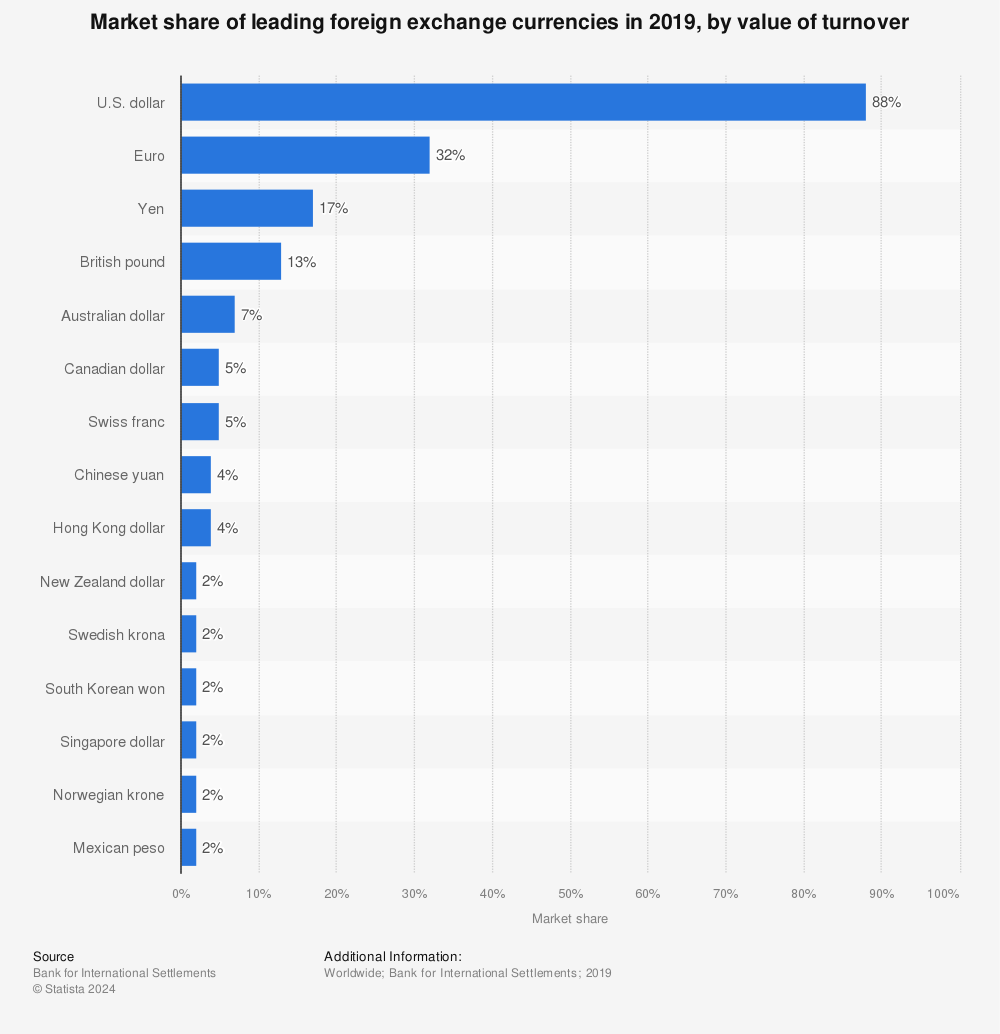 Market share of leading foreign exchange currencies in 2019, by value of turnover
U.S. dollar 88%
Euro 32%
Yen 17%
British pound 13%
Australian dollar 7%
Canadian dollar 5%
Swiss franc 5%
Chinese yuan 4%
Hong Kong dollar 4%
New Zealand dollar 2%
Swedish krona 2%
South Korean won 2%
Singapore dollar 2%
Norwegian krone 2%
Mexican peso 2%
0% 10% 20% 30% 40% 50% 60% 70% 80% 90% 100%
Market share
Source
Bank for International Settlements
© Statista 2024
Additional Information:
Worldwide; Bank for International Settlements; 2019